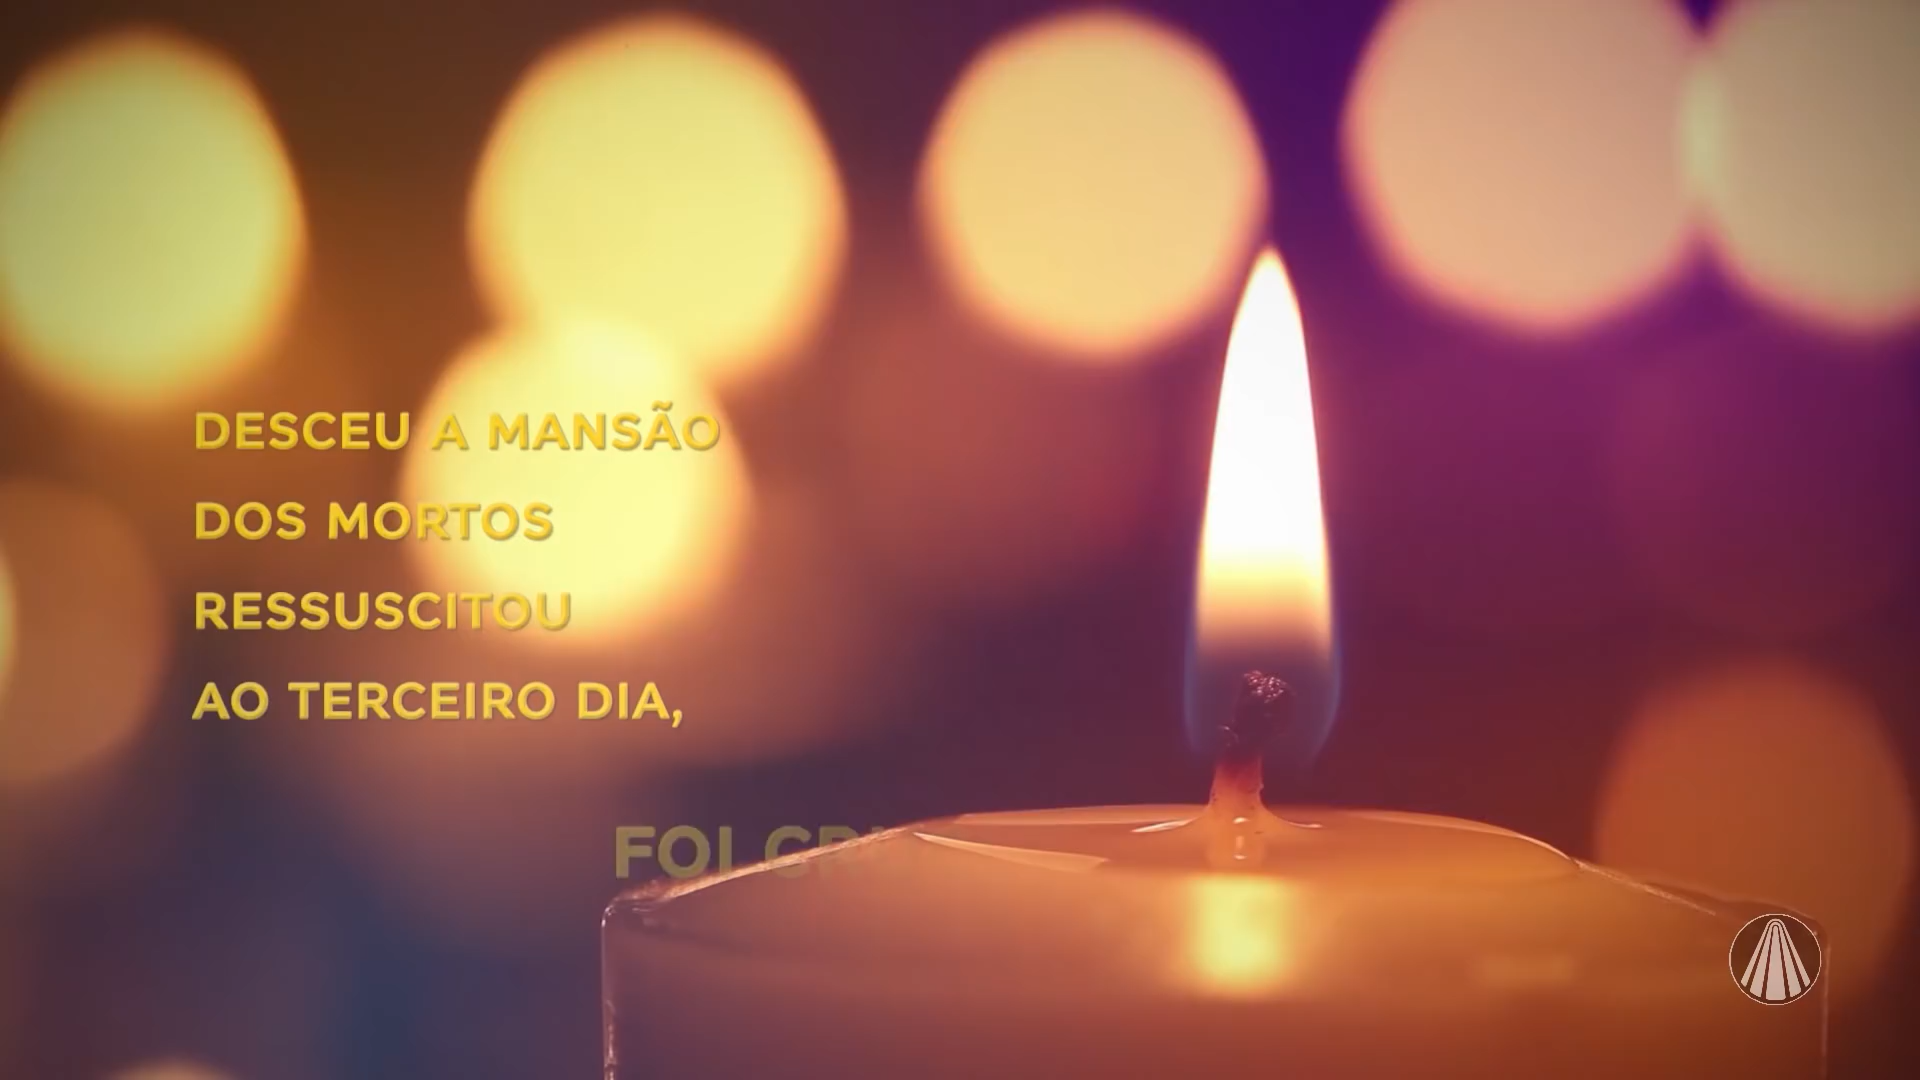 DESCEU A MANSÃO
DOS MORTOS
RESSUSCITOU
AO TERCEIRO DIA,
FOI